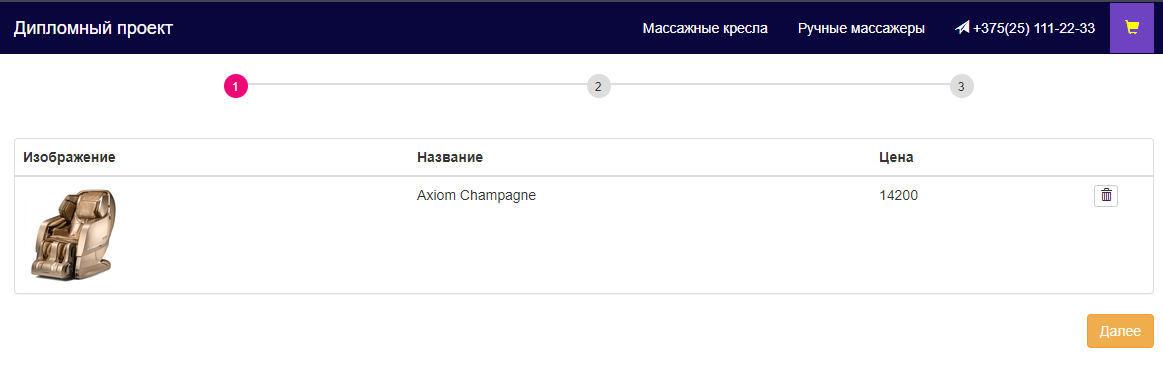 Дипломный проект Массажные кресла Ручные массажеры +375(25) 111-22-33
1 2 3
Изображение Название Цена
Axiom Champagne 14200
Далее